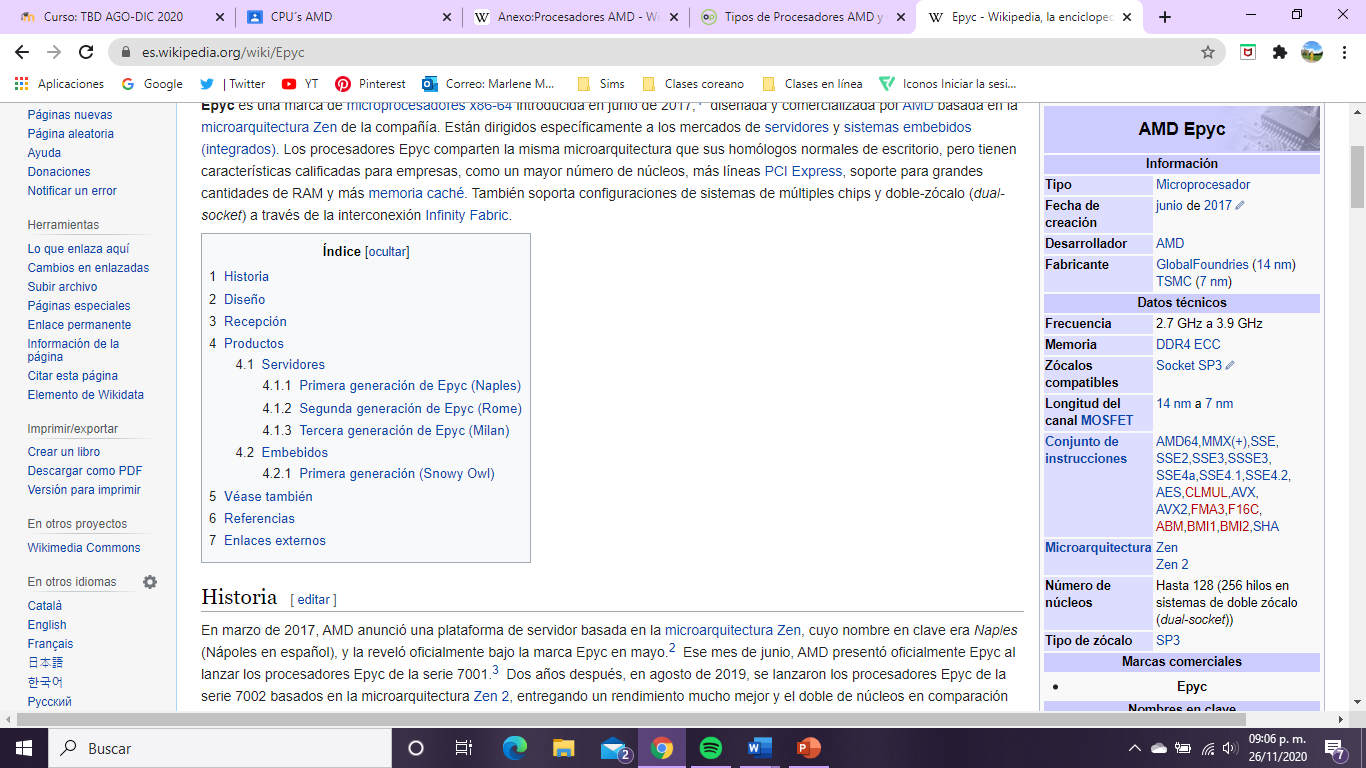 Curso: TBD AGO-DIC 2020
CPU´s AMD
Anexo:Procesadores AMD - Wi
Tipos de Procesadores AMD y
Epyc - Wikipedia, la enciclopec
es.wikipedia.org/wiki/Epyc
Aplicaciones
Google
| Twitter
YT
Pinterest
Correo: Marlene M...
Sims
Clases coreano
Clases en línea
Iconos Iniciar la sesi...
Páginas nuevas
Página aleatoria
Ayuda
Donaciones
Notificar un error
Herramientas
Lo que enlaza aquí
Cambios en enlazadas
Subir archivo
Páginas especiales
Enlace permanente
Información de la
página
Citar esta página
Elemento de Wikidata
Imprimir/exportar
Crear un libro
Descargar como PDF
Versión para imprimir
En otros proyectos
Wikimedia Commons
En otros idiomas
Català
English
Français
日本語
한국어
Русский
Epyc es una marca de microprocesadores x86-64 introducida en junio de 2017,1 diseñada y comercializada por AMD basada en la
microarquitectura Zen de la compañía. Están dirigidos específicamente a los mercados de servidores y sistemas embebidos
(integrados). Los procesadores Epyc comparten la misma microarquitectura que sus homólogos normales de escritorio, pero tienen
características calificadas para empresas, como un mayor número de núcleos, más líneas PCI Express, soporte para grandes
cantidades de RAM y más memoria caché. También soporta configuraciones de sistemas de múltiples chips y doble-zócalo (dual-
socket) a través de la interconexión Infinity Fabric.
Índice [ocultar]
1 Historia
2 Diseño
3 Recepción
4 Productos
4.1 Servidores
4.1.1 Primera generación de Epyc (Naples)
4.1.2 Segunda generación de Epyc (Rome)
4.1.3 Tercera generación de Epyc (Milan)
4.2 Embebidos
4.2.1 Primera generación (Snowy Owl)
5 Véase también
6 Referencias
7 Enlaces externos
Historia [ editar ]
En marzo de 2017, AMD anunció una plataforma de servidor basada en la microarquitectura Zen, cuyo nombre en clave era Naples
(Nápoles en español), y la reveló oficialmente bajo la marca Epyc en mayo.2 Ese mes de junio, AMD presentó oficialmente Epyc al
lanzar los procesadores Epyc de la serie 7001.3 Dos años después, en agosto de 2019, se lanzaron los procesadores Epyc de la
serie 7002 basados en la microarquitectura Zen 2, entregando un rendimiento mucho mejor y el doble de núcleos en comparación
AMD Epyc
Información
Tipo Microprocesador
Fecha de junio de 2017
creación
Desarrollador AMD
Fabricante GlobalFoundries (14 nm)
TSMC (7 nm)
Datos técnicos
Frecuencia 2.7 GHz a 3.9 GHz
Memoria DDR4 ECC
Zócalos Socket SP3
compatibles
Longitud del 14 nm a 7 nm
canal MOSFET
Conjunto de AMD64,MMX(+),SSE,
instrucciones SSE2,SSE3,SSSE3,
SSE4a,SSE4.1,SSE4.2,
AES,CLMUL,AVX,
AVX2,FMA3,F16C,
ABM,BMI1,BMI2,SHA
Microarquitectura Zen
Zen 2
Número de Hasta 128 (256 hilos en
núcleos sistemas de doble zócalo
(dual-socket))
Tipo de zócalo SP3
Marcas comerciales
• Epyc
Nombres en clave
Buscar
2
09:06 p. m.
26/11/2020
7